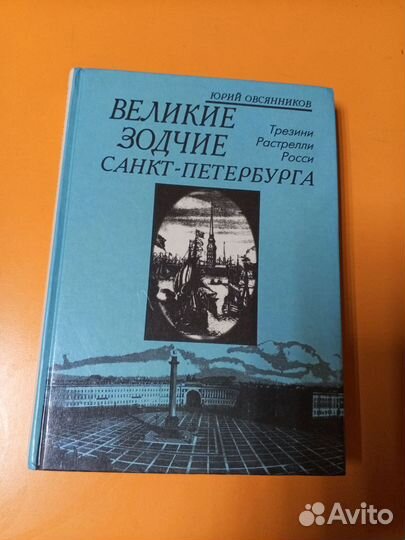 ЮРИЙ ОВСЯННИКОВ
ВЕЛИКИЕ
ЗОДЧИЕ
САНКТ-ПЕТЕРБУРГА
Трезини
Растрелли
Росси
Avito